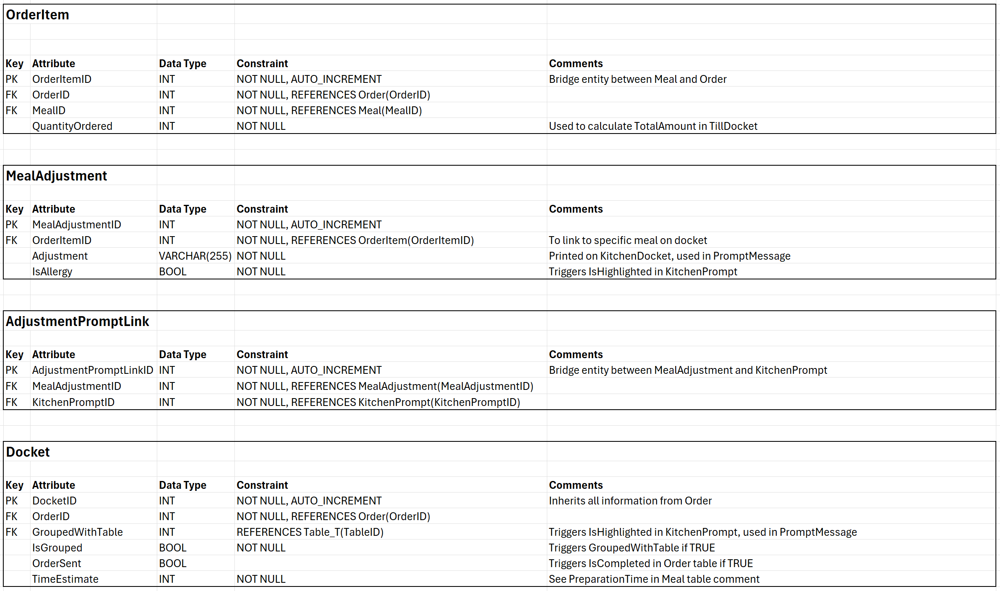 OrderItem
Key Attribute Data Type Constraint Comments
PK OrderItemID INT NOT NULL, AUTO_INCREMENT Bridge entity between Meal and Order
FK OrderID INT NOT NULL, REFERENCES Order(OrderID)
FK MealID INT NOT NULL, REFERENCES Meal(MealID)
QuantityOrdered INT NOT NULL Used to calculate TotalAmount in TillDocket
MealAdjustment
Key Attribute Data Type Constraint Comments
PK MealAdjustmentID INT NOT NULL, AUTO_INCREMENT
FK OrderItemID INT NOT NULL, REFERENCES OrderItem(OrderItemID) To link to specific meal on docket
Adjustment VARCHAR(255) NOT NULL Printed on KitchenDocket, used in PromptMessage
IsAllergy BOOL NOT NULL Triggers IsHighlighted in KitchenPrompt
AdjustmentPromptLink
Key Attribute Data Type Constraint Comments
PK AdjustmentPromptLinkID INT NOT NULL, AUTO_INCREMENT Bridge entity between MealAdjustment and KitchenPrompt
FK MealAdjustmentID INT NOT NULL, REFERENCES MealAdjustment(MealAdjustmentID)
FK KitchenPromptID INT NOT NULL, REFERENCES KitchenPrompt(KitchenPromptID)
Docket
Key Attribute Data Type Constraint Comments
PK DocketID INT NOT NULL, AUTO_INCREMENT Inherits all information from Order
FK OrderID INT NOT NULL, REFERENCES Order(OrderID)
FK GroupedWithTable INT REFERENCES Table_T(TableID) Triggers IsHighlighted in KitchenPrompt, used in PromptMessage
IsGrouped BOOL NOT NULL Triggers GroupedWithTable if TRUE
OrderSent BOOL Triggers IsCompleted in Order table if TRUE
TimeEstimate INT NOT NULL See PreparationTime in Meal table comment